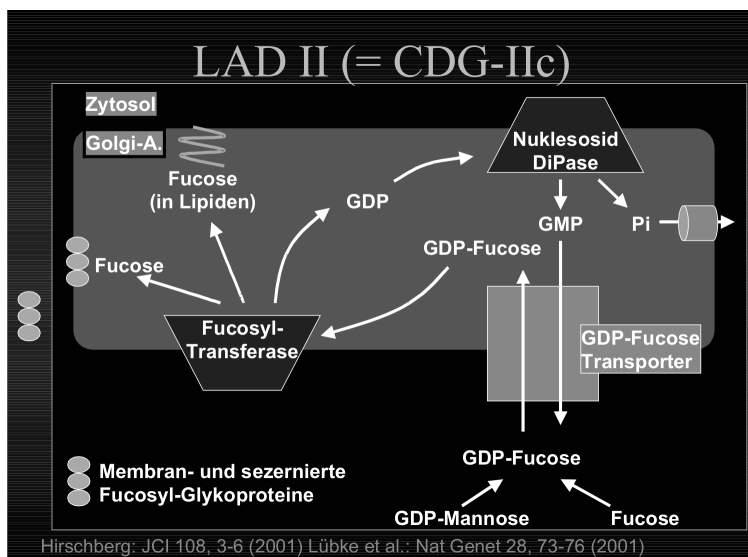 LAD II (= CDG-IIc)
Zytosol
Golgi-A.
Nuklesosid
DiPase
Fucose
(in Lipiden)
GDP
GMP
Pi
GDP-Fucose
Fucose
Fucosyl-
Transferase
GDP-Fucose
Transporter
GDP-Fucose
Membran- und sezernierte
Fucosyl-Glykoproteine
GDP-Mannose
Fucose
Hirschberg: JCI 108, 3-6 (2001) Lübke et al.: Nat Genet 28, 73-76 (2001)